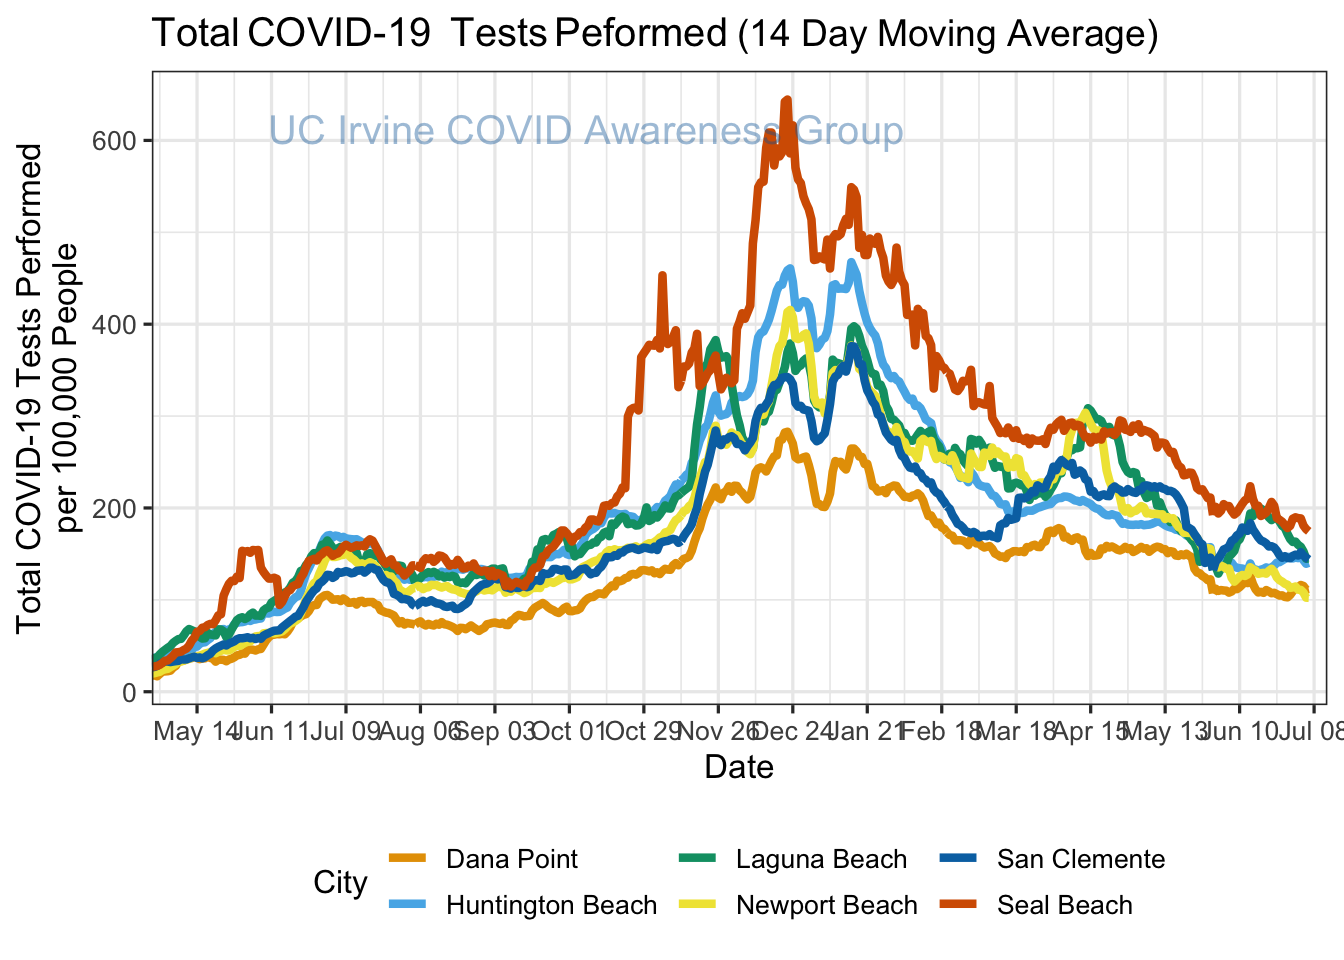 Total COVID-19  Tests Peformed (14 Day Moving Average)
UC Irvine COVID Awareness Group
Total COVID-19 Tests Performed
per 100,000 People
600
400
200
0
May 14 Jun 11 Jul 09 Aug 06 Sep 03 Oct 01 Oct 29 Nov 26 Dec 24 Jan 21 Feb 18 Mar 18 Apr 15 May 13 Jun 10 Jul 08
Date
City
Dana Point Laguna Beach San Clemente
Huntington Beach Newport Beach Seal Beach